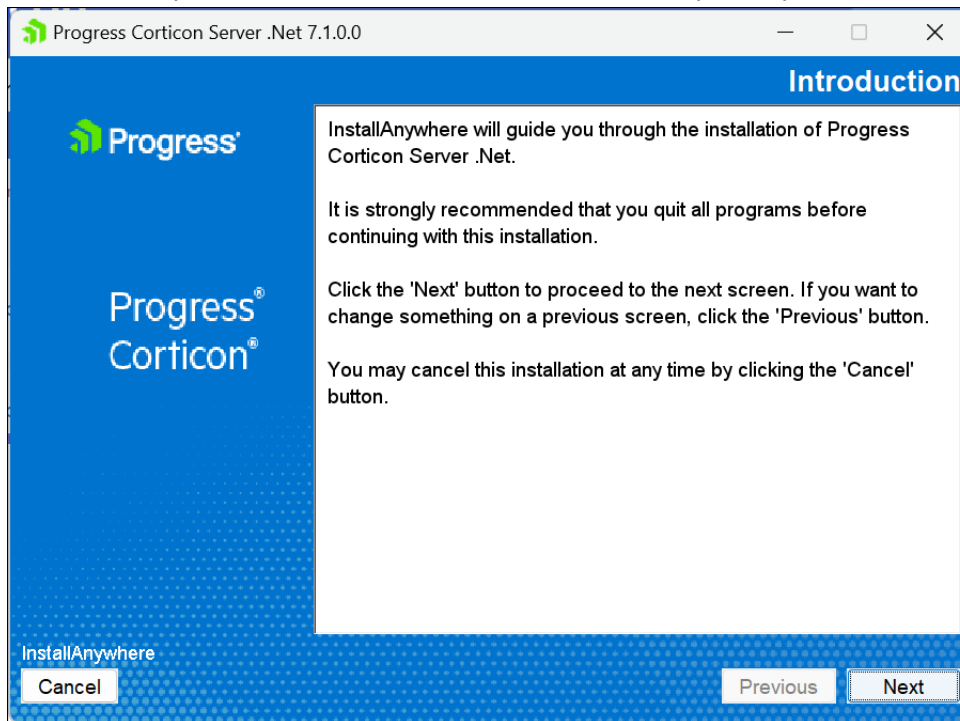 Progress Corticon Server .Net 7.1.0.0
Introduction
Progress
InstallAnywhere will guide you through the installation of Progress
Corticon Server .Net.
It is strongly recommended that you quit all programs before
continuing with this installation.
Click the 'Next' button to proceed to the next screen. If you want to
change something on a previous screen, click the 'Previous' button.
You may cancel this installation at any time by clicking the 'Cancel'
button.
Progress®
Corticon®
InstallAnywhere
Cancel
Previous
Next